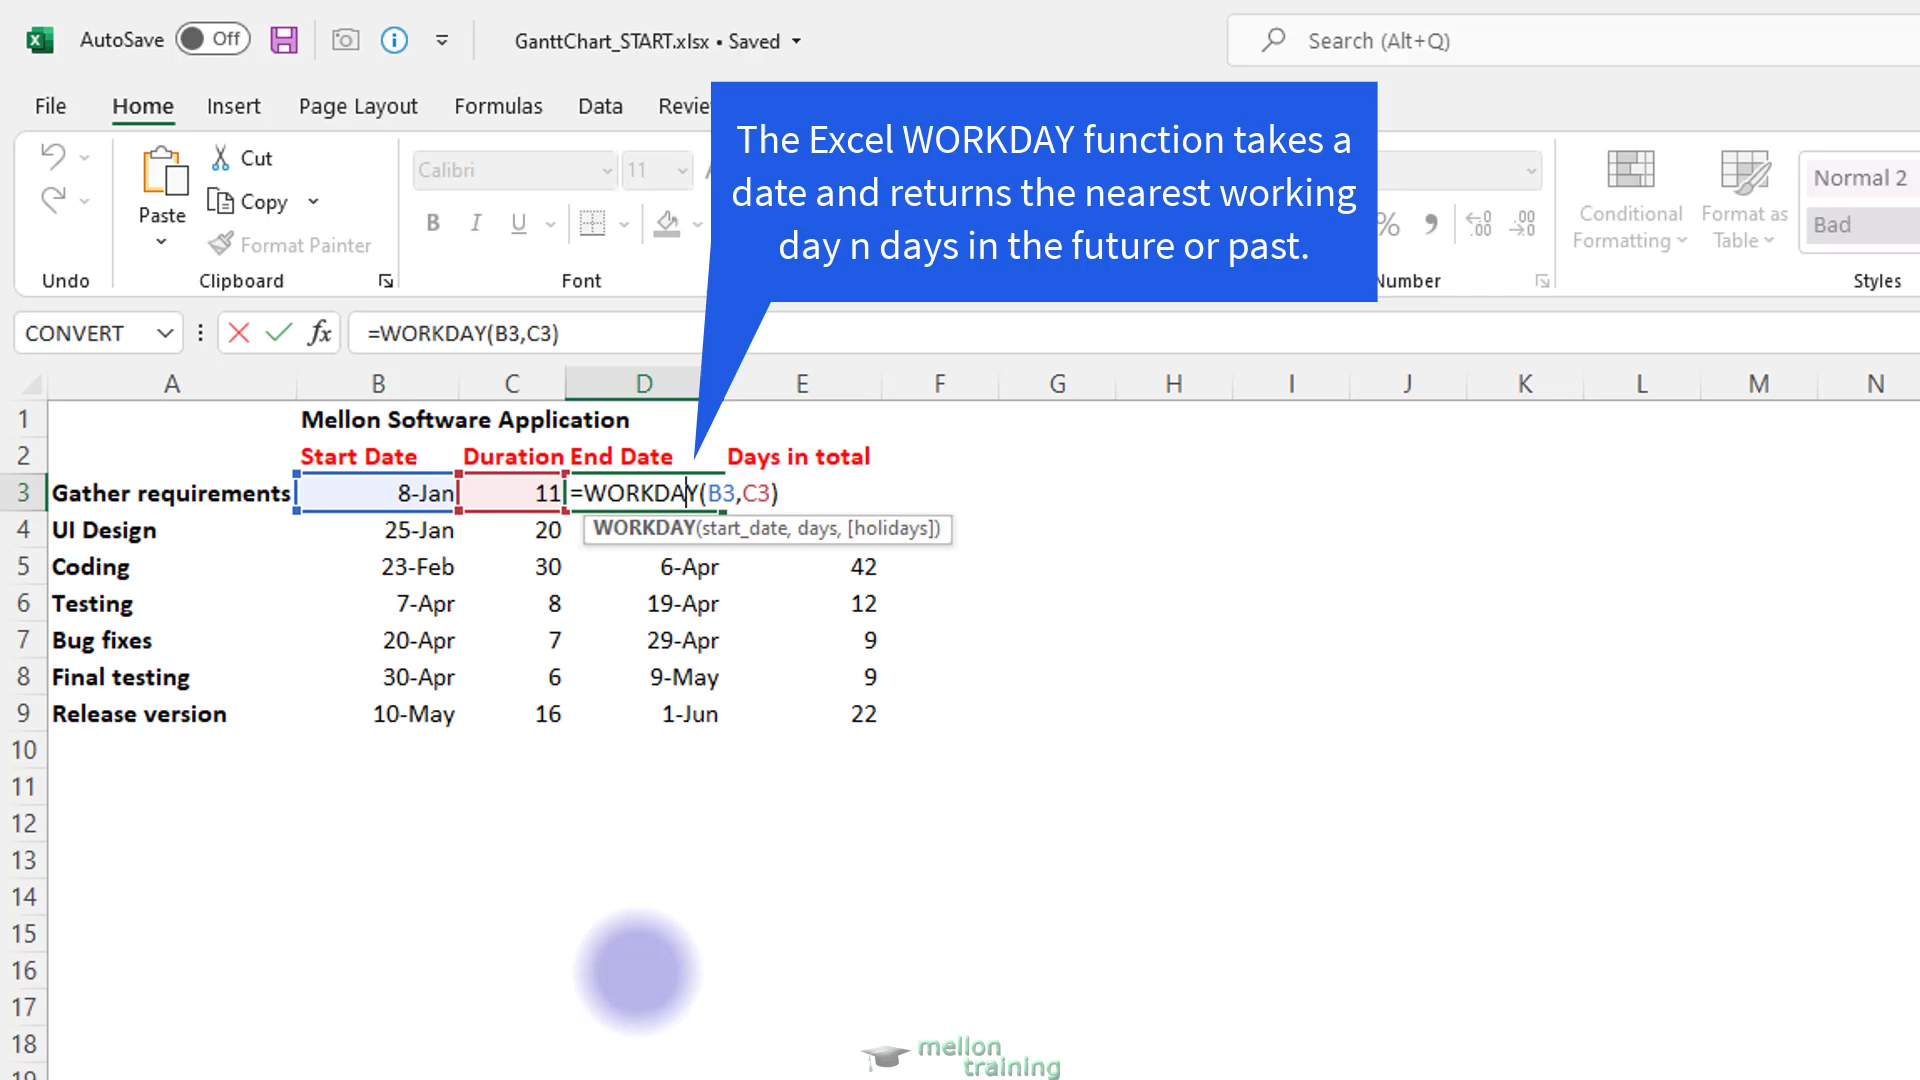 AutoSave Off GanttChart_START.xlsx • Saved Search (Alt+Q)
File Home Insert Page Layout Formulas Data Revie
The Excel WORKDAY function takes a
date and returns the nearest working
day n days in the future or past.
Cut
Copy
Format Painter
Paste
Undo Clipboard
Calibri 11
B I U
Font
% , .00
Number
Conditional
Formatting
Format as
Table
Normal 2
Bad
Styles
CONVERT fx =WORKDAY(B3,C3)
A B C D E F G H I J K L M N
1 Mellon Software Application
2 Start Date Duration End Date Days in total
3 Gather requirements 8-Jan 11 =WORKDAY(B3,C3)
WORKDAY(start_date, days, [holidays])
4 UI Design 25-Jan 20
5 Coding 23-Feb 30 6-Apr 42
6 Testing 7-Apr 8 19-Apr 12
7 Bug fixes 20-Apr 7 29-Apr 9
8 Final testing 30-Apr 6 9-May 9
9 Release version 10-May 16 1-Jun 22
10
11
12
13
14
15
16
17
18
mellon
training